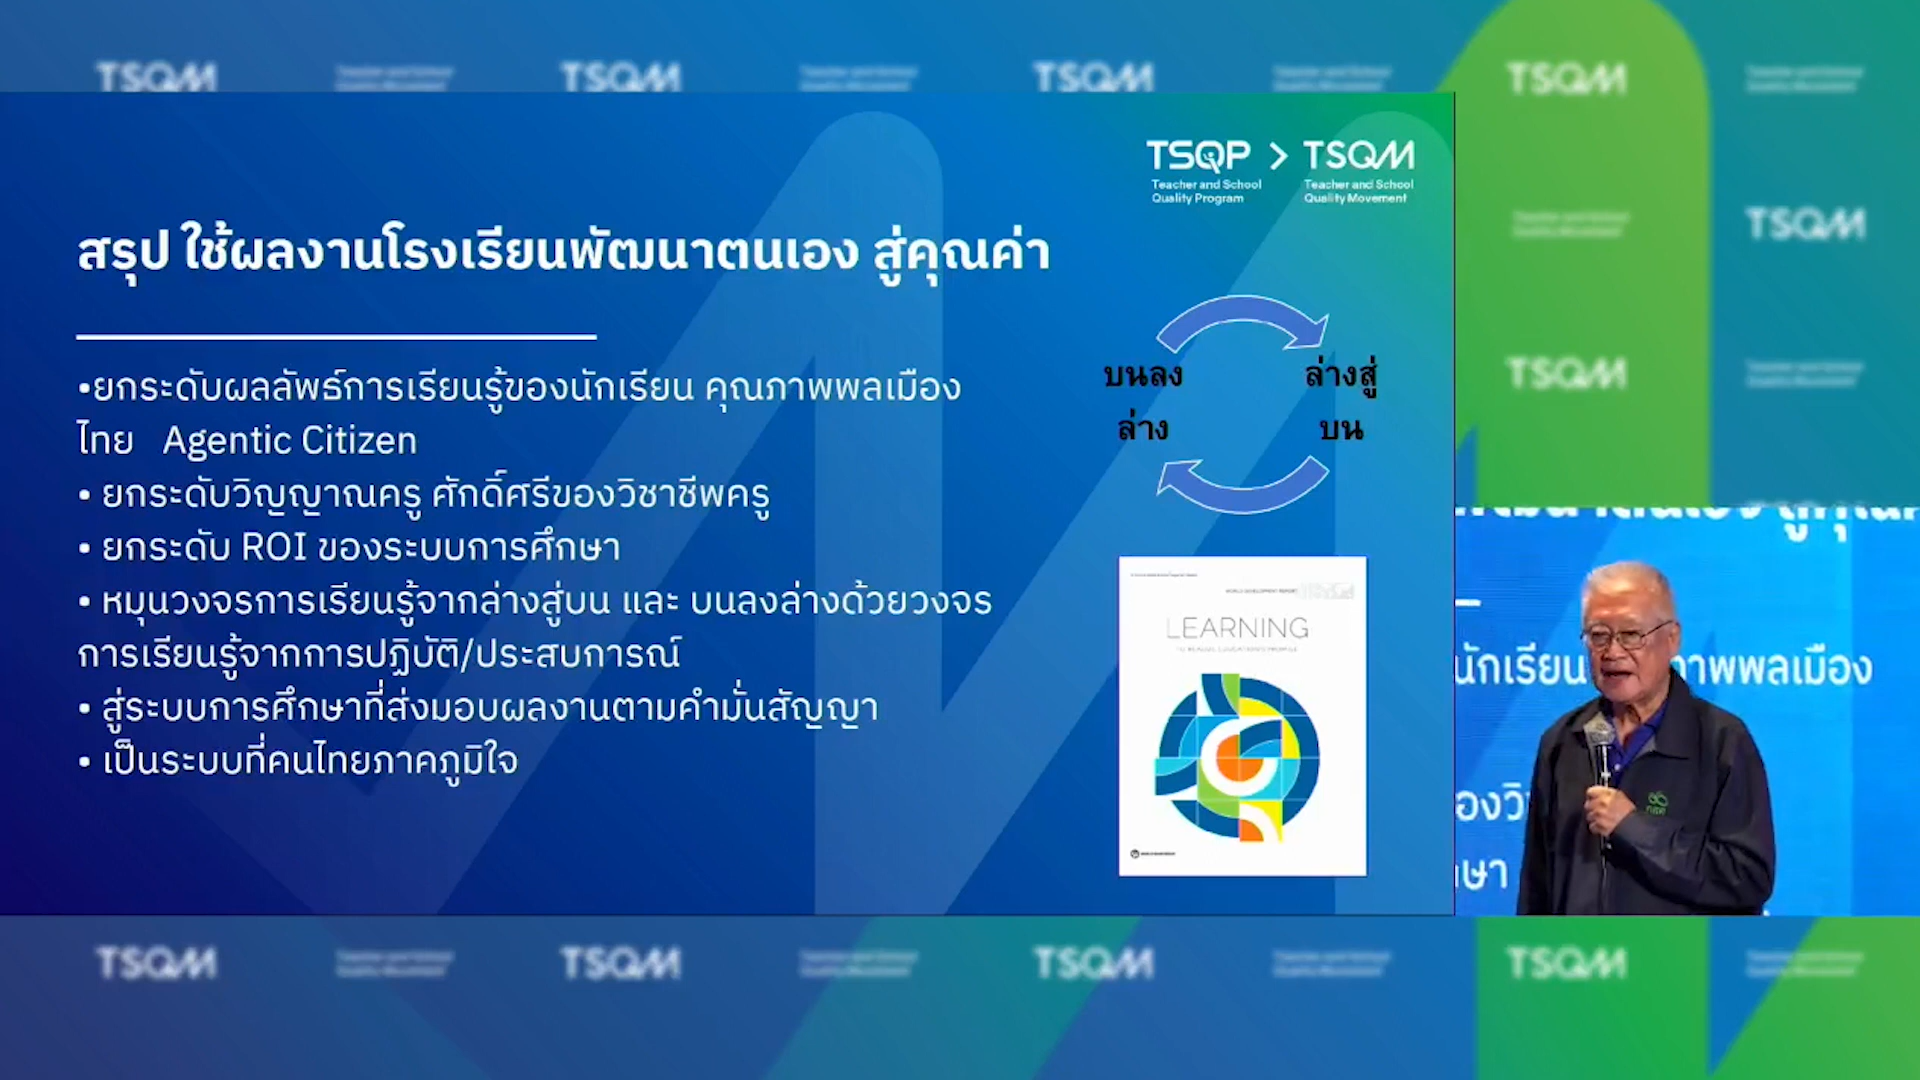 TSQM
TSQM
TSQM
TSQM
TSQP > TSQM
Teacher and School Quality Program
Teacher and School Quality Movement
TSQM
สรุป ใช้ผลงานโรงเรียนพัฒนาตนเอง สู่คุณค่า
•ยกระดับผลลัพธ์การเรียนรู้ของนักเรียน คุณภาพพลเมือง
ไทย Agentic Citizen
• ยกระดับวิญญาณครู ศักดิ์ศรีของวิชาชีพครู
• ยกระดับ ROI ของระบบการศึกษา
• หมุนวงจรการเรียนรู้จากล่างสู่บน และ บนลงล่างด้วยวงจร
การเรียนรู้จากการปฏิบัติ/ประสบการณ์
• สู่ระบบการศึกษาที่ส่งมอบผลงานตามคำมั่นสัญญา
• เป็นระบบที่คนไทยภาคภูมิใจ
บนลง
ล่าง
ล่างสู่
บน
TSQM
WORLD DEVELOPMENT REPORT
LEARNING
TO REALIZE EDUCATION'S PROMISE
นักเรียน ภาพพลเมือง
องวิ
ษา
TSQM
TSQM
TSQM
TSQM